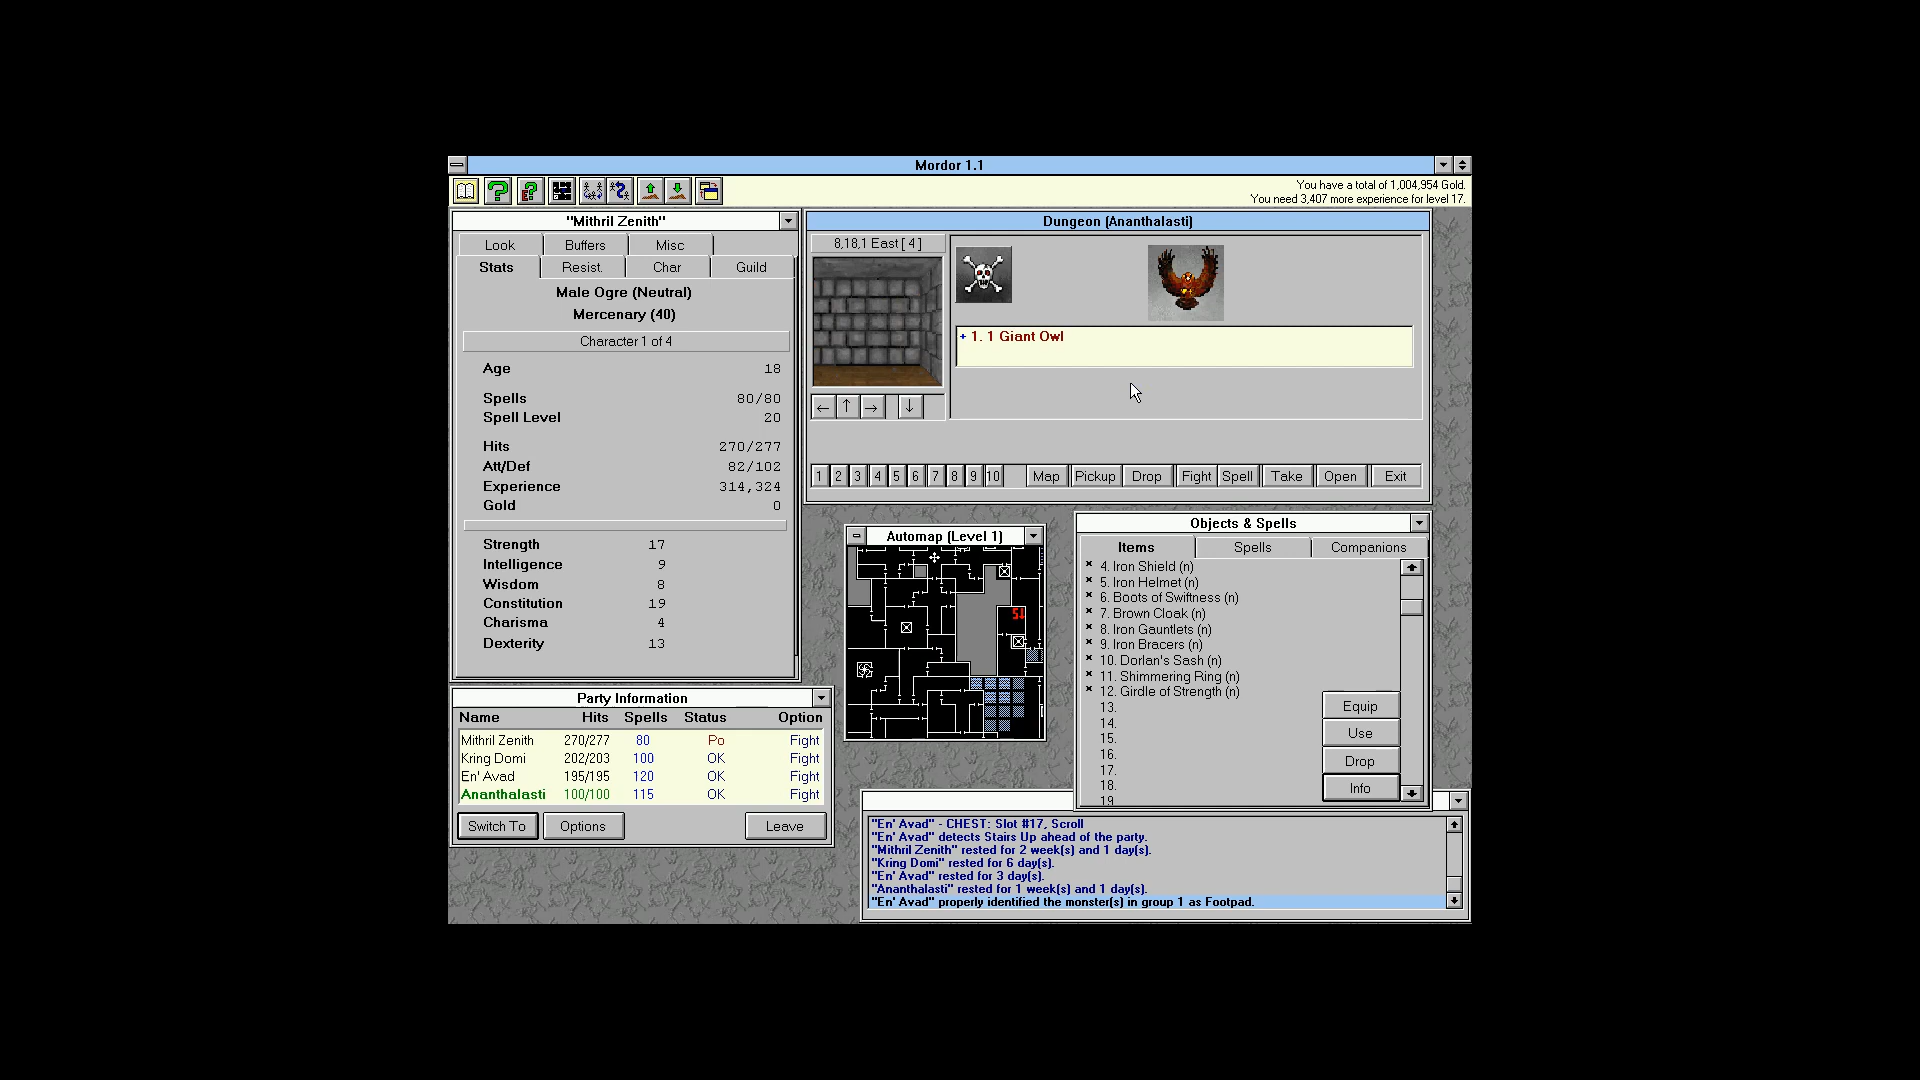 Mordor 1.1
You have a total of 1,004,954 Gold.
You need 3,407 more experience for level 17.
"Mithril Zenith"
Look Buffers Misc
Stats Resist. Char Guild
Male Ogre (Neutral)
Mercenary (40)
Character 1 of 4
Age 18
Spells 80/80
Spell Level 20
Hits 270/277
Att/Def 82/102
Experience 314,324
Gold 0
Strength 17
Intelligence 9
Wisdom 8
Constitution 19
Charisma 4
Dexterity 13
Dungeon (Ananthalasti)
8,18,1 East [ 4 ]
+ 1. 1 Giant Owl
1 2 3 4 5 6 7 8 9 10 Map Pickup Drop Fight Spell Take Open Exit
Automap (Level 1)
Objects & Spells
Items Spells Companions
4. Iron Shield (n)
5. Iron Helmet (n)
6. Boots of Swiftness (n)
7. Brown Cloak (n)
8. Iron Gauntlets (n)
9. Iron Bracers (n)
10. Dorlan's Sash (n)
11. Shimmering Ring (n)
12. Girdle of Strength (n)
13.
14.
15.
16.
17.
18.
19
Equip
Use
Drop
Info
Party Information
Name Hits Spells Status Option
Mithril Zenith 270/277 80 Po Fight
Kring Domi 202/203 100 OK Fight
En' Avad 195/195 120 OK Fight
Ananthalasti 100/100 115 OK Fight
Switch To Options Leave
"En' Avad" - CHEST: Slot #17, Scroll
"En' Avad" detects Stairs Up ahead of the party.
"Mithril Zenith" rested for 2 week(s) and 1 day(s).
"Kring Domi" rested for 6 day(s).
"En' Avad" rested for 3 day(s).
"Ananthalasti" rested for 1 week(s) and 1 day(s).
"En' Avad" properly identified the monster(s) in group 1 as Footpad.